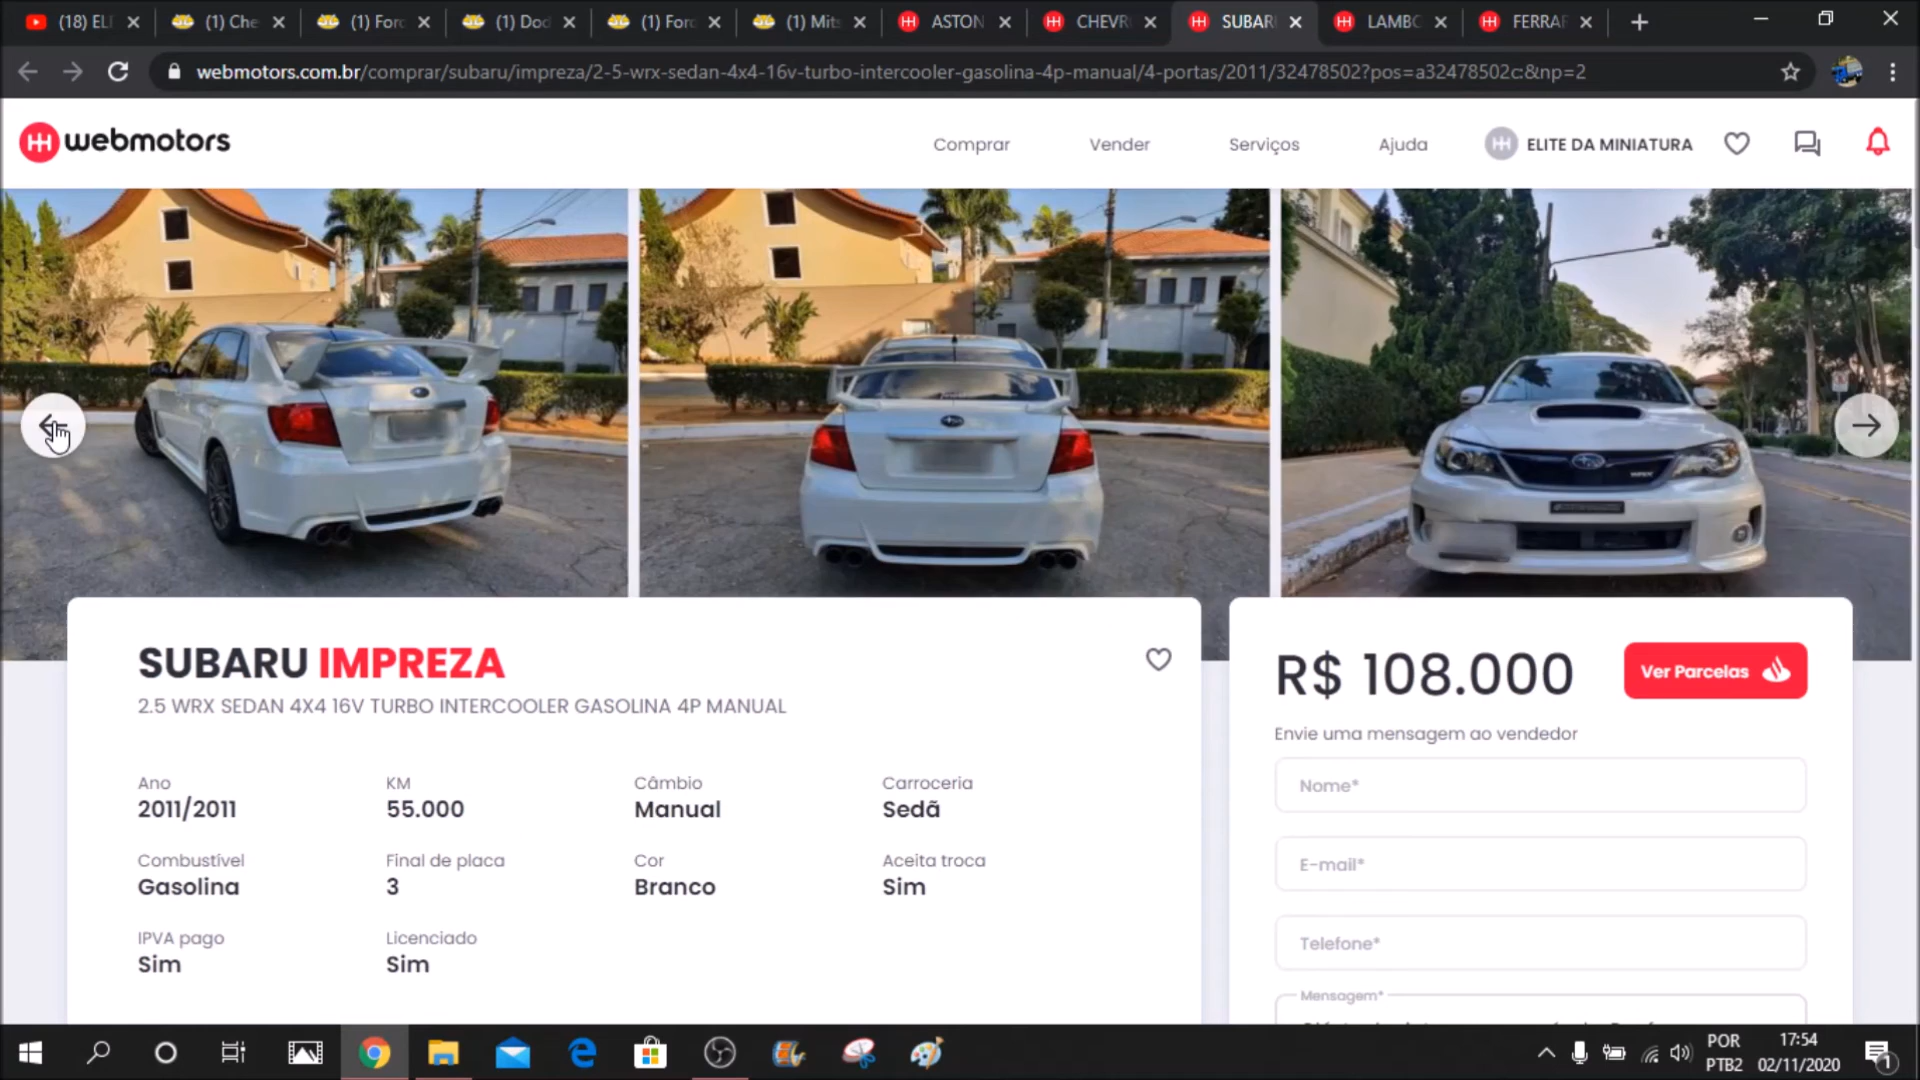 (18) ELI
(1) Che
(1) Ford
(1) Dod
(1) Ford
(1) Mits
ASTON
CHEVR
SUBAR
LAMBO
FERRAR
webmotors.com.br/comprar/subaru/impreza/2-5-wrx-sedan-4x4-16v-turbo-intercooler-gasolina-4p-manual/4-portas/2011/32478502?pos=a32478502c:&np=2
webmotors
Comprar
Vender
Serviços
Ajuda
ELITE DA MINIATURA
SUBARU IMPREZA
2.5 WRX SEDAN 4X4 16V TURBO INTERCOOLER GASOLINA 4P MANUAL
Ano
2011/2011
KM
55.000
Câmbio
Manual
Carroceria
Sedã
Combustível
Gasolina
Final de placa
3
Cor
Branco
Aceita troca
Sim
IPVA pago
Sim
Licenciado
Sim
R$ 108.000
Ver Parcelas
Envie uma mensagem ao vendedor
Nome*
E-mail*
Telefone*
Mensagem*
POR
PTB2
17:54
02/11/2020
1